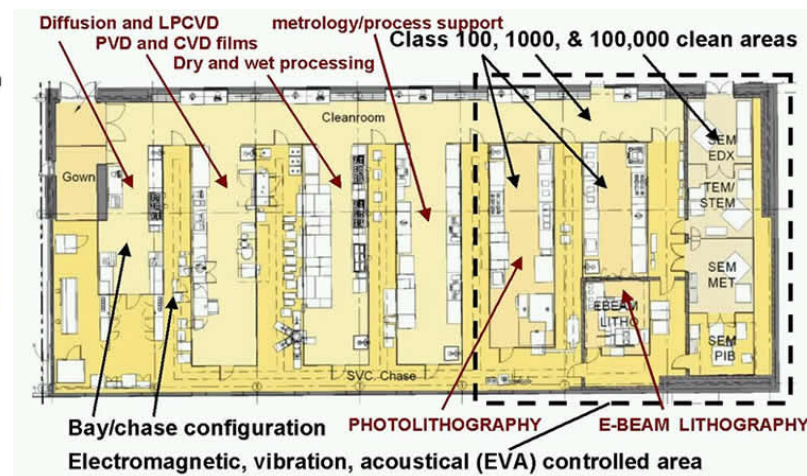 Diffusion and LPCVD
metrology/process support
PVD and CVD films
Class 100, 1000, & 100,000 clean areas
Dry and wet processing
Cleanroom
SEM
EDX
Gown
TEM/
STEM
SEM
MET
EBEAM
LITHO
SEM
PIB
SVC. Chase
Bay/chase configuration
PHOTOLITHOGRAPHY
E-BEAM LITHOGRAPHY
Electromagnetic, vibration, acoustical (EVA) controlled area